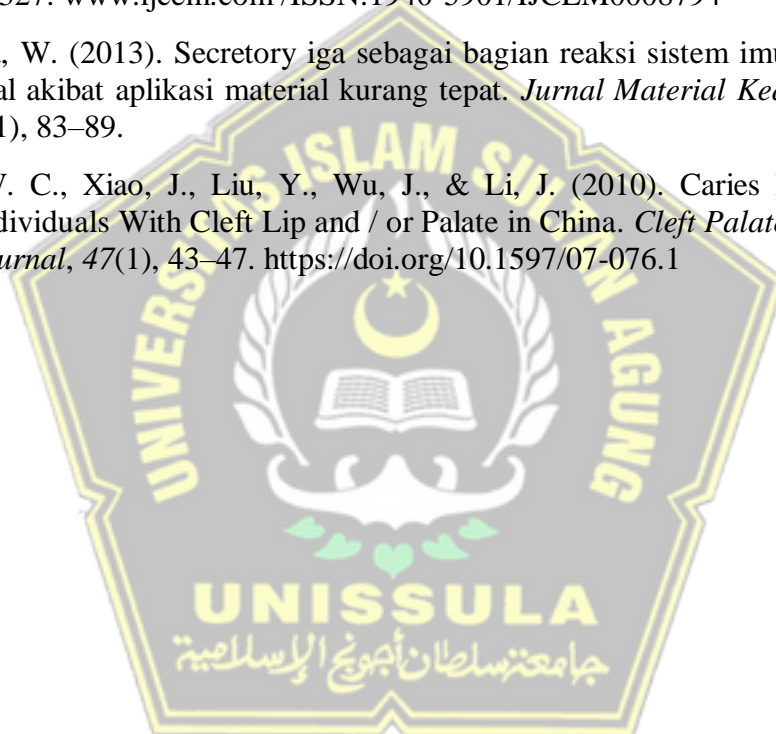 327. www.ijcem.com /ISSN:1940-5901/IJCEM0008794
, W. (2013). Secretory iga sebagai bagian reaksi sistem imu
al akibat aplikasi material kurang tepat. Jurnal Material Ked
1), 83–89.
. C., Xiao, J., Liu, Y., Wu, J., & Li, J. (2010). Caries
dividuals With Cleft Lip and / or Palate in China. Cleft Palate
urnal, 47(1), 43–47. https://doi.org/10.1597/07-076.1
UNIVERSITAS ISLAM SULTAN AGUNG
UNISSULA
جامعتنسلطان أجونج الإسلامية